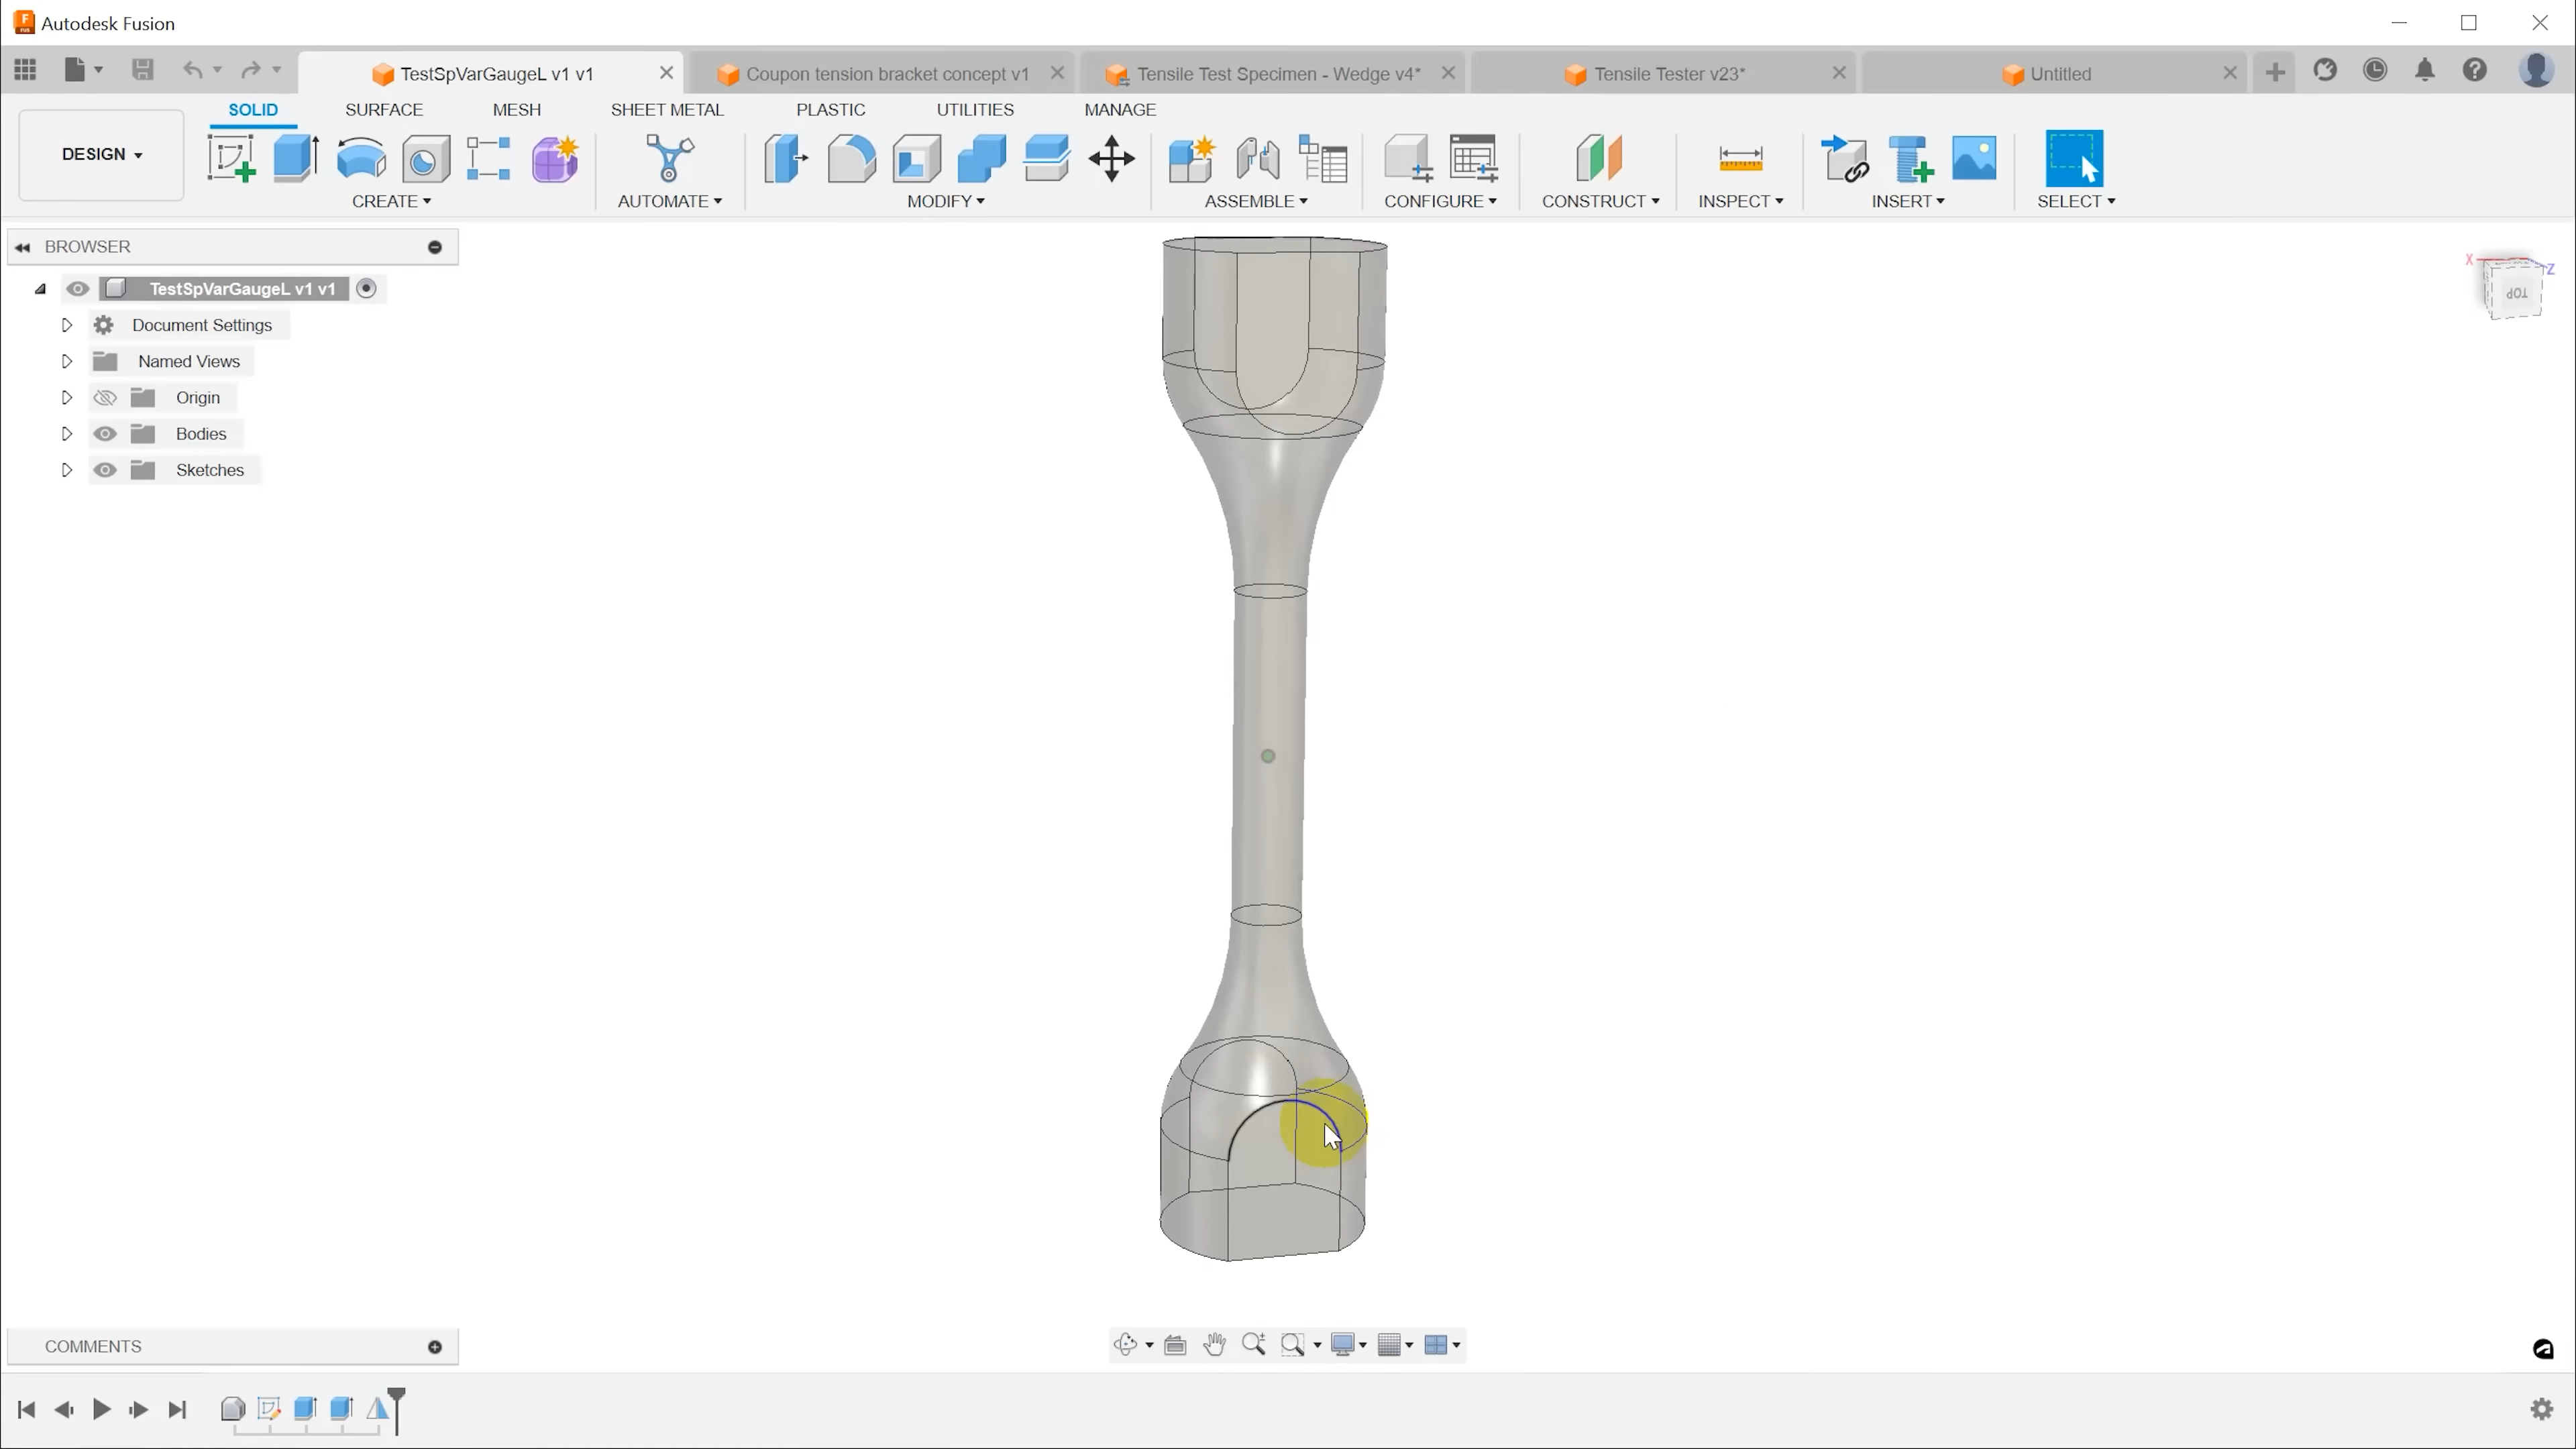 Autodesk Fusion
TestSpVarGaugeL v1 v1
Coupon tension bracket concept v1
Tensile Test Specimen - Wedge v4*
Tensile Tester v23*
Untitled
SOLID
SURFACE
MESH
SHEET METAL
PLASTIC
UTILITIES
MANAGE
DESIGN
CREATE
AUTOMATE
MODIFY
ASSEMBLE
CONFIGURE
CONSTRUCT
INSPECT
INSERT
SELECT
BROWSER
TestSpVarGaugeL v1 v1
Document Settings
Named Views
Origin
Bodies
Sketches
X
Z
TOP
COMMENTS